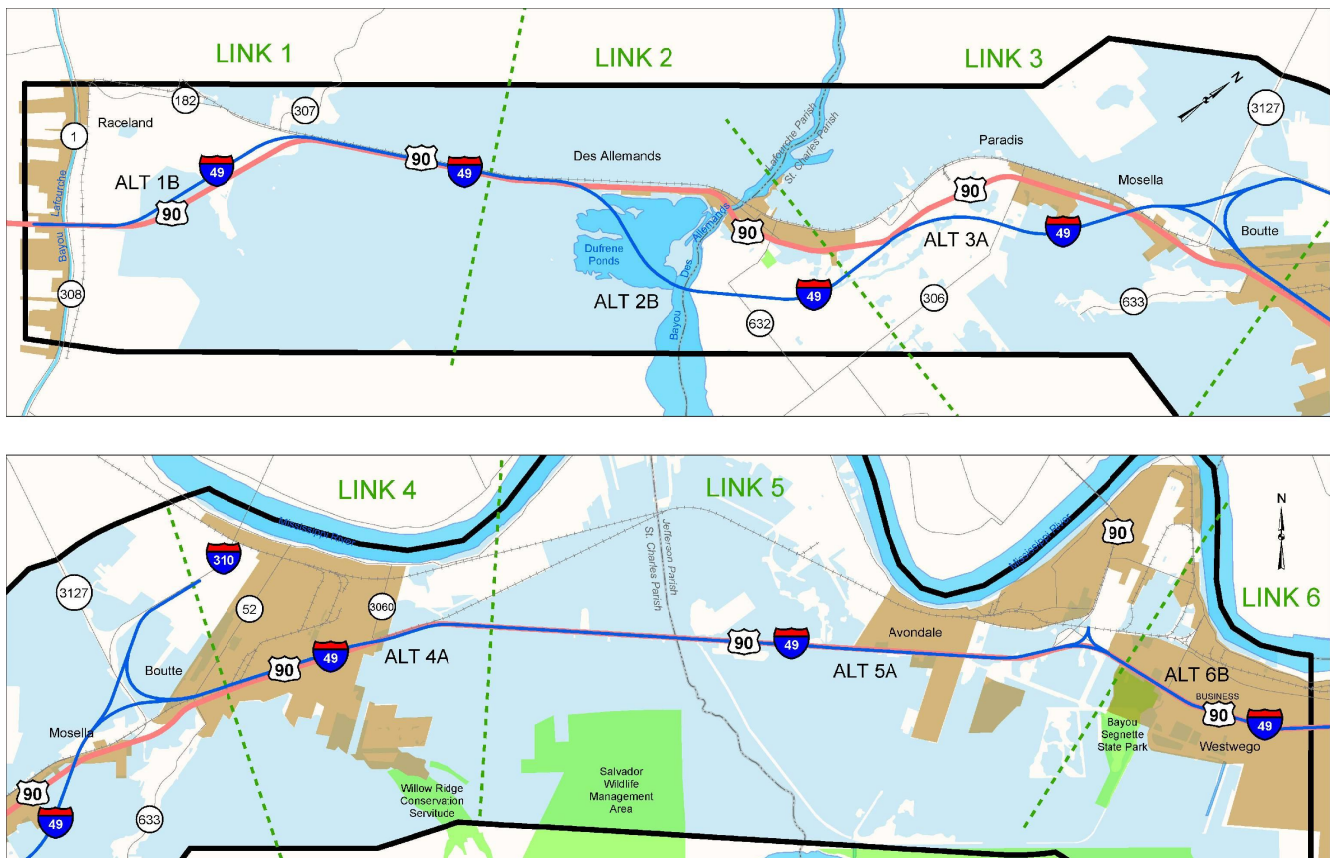 LINK 1
LINK 2
LINK 3
N
182
307
3127
1
Raceland
90
49
49
Des Allemands
Lafourche Parish
St. Charles Parish
Paradis
Mosella
ALT 1B
90
90
Bayou Lafourche
Bayou Des Allemands
90
ALT 3A
49
Boutte
Dufrene
Ponds
ALT 2B
49
308
632
306
633
LINK 4
LINK 5
N
Mississippi River
Mississippi River
90
310
3127
52
3060
Jefferson Parish
St. Charles Parish
LINK 6
Boutte
90
49
ALT 4A
90
49
Avondale
ALT 5A
ALT 6B
BUSINESS
90
49
Mosella
Bayou
Segnette
State Park
Westwego
90
49
633
Willow Ridge
Conservation
Servitude
Salvador
Wildlife
Management
Area